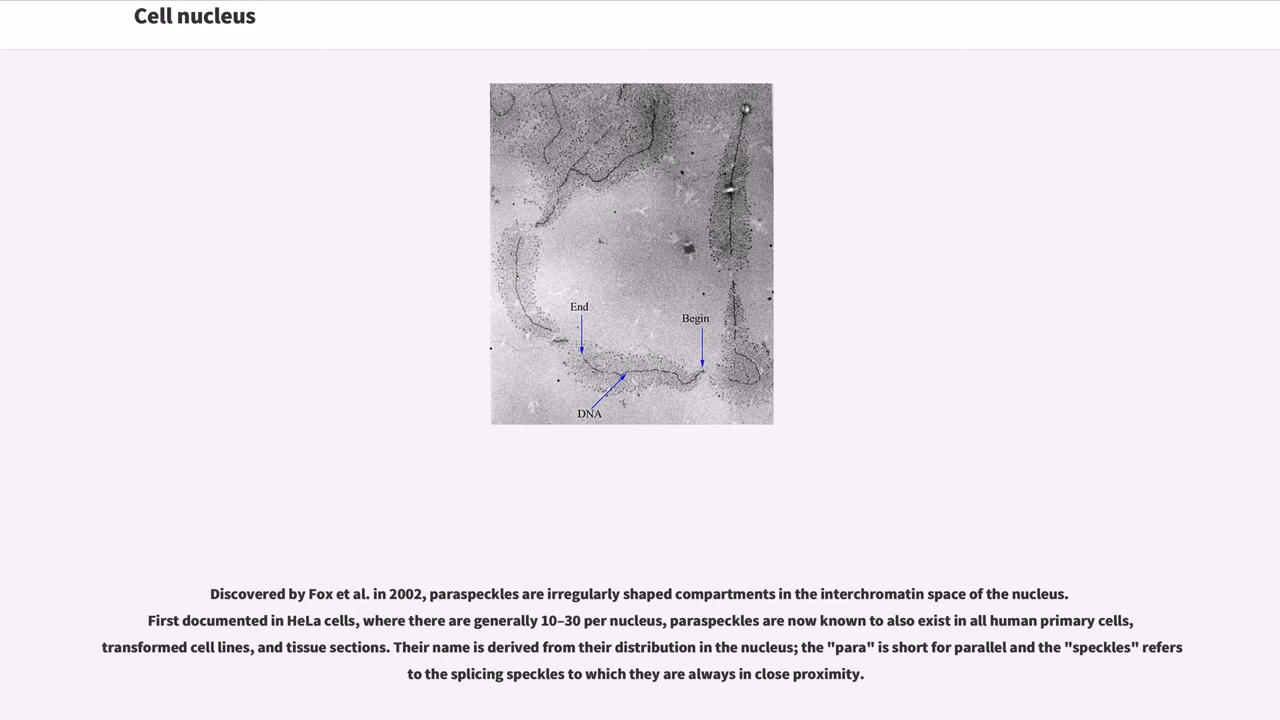 Cell nucleus
End
Begin
DNA
Discovered by Fox et al. in 2002, paraspeckles are irregularly shaped compartments in the interchromatin space of the nucleus.
First documented in HeLa cells, where there are generally 10–30 per nucleus, paraspeckles are now known to also exist in all human primary cells,
transformed cell lines, and tissue sections. Their name is derived from their distribution in the nucleus; the "para" is short for parallel and the "speckles" refers
to the splicing speckles to which they are always in close proximity.